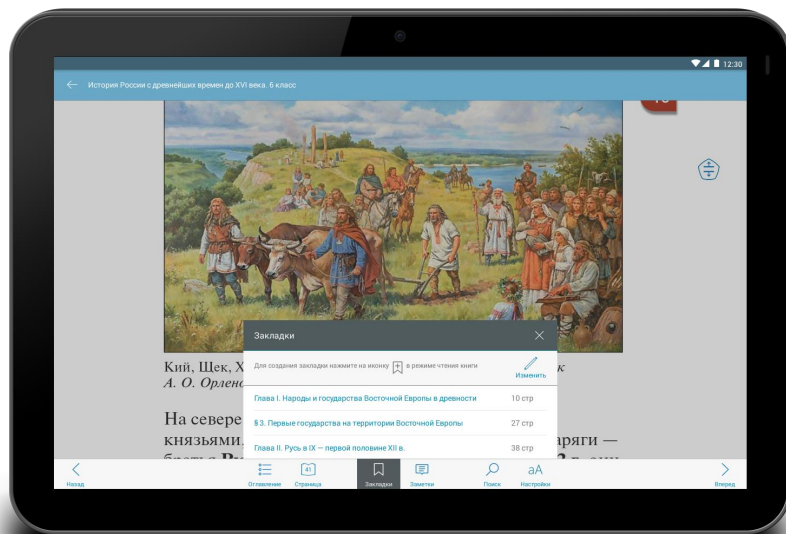 12:30
История России с древнейших времен до XVI века. 6 класс
Закладки
Для создания закладки нажмите на иконку в режиме чтения книги
Изменить
Глава I. Народы и государства Восточной Европы в древности 10 стр
§ 3. Первые государства на территории Восточной Европы 27 стр
Глава II. Русь в IX — первой половине XII в. 38 стр
Кий, Щек,
А. О.
На севере
князьями
Назад
Оглавление
41
Страница
Закладки
Заметки
Поиск
аА
Настройки
Вперед